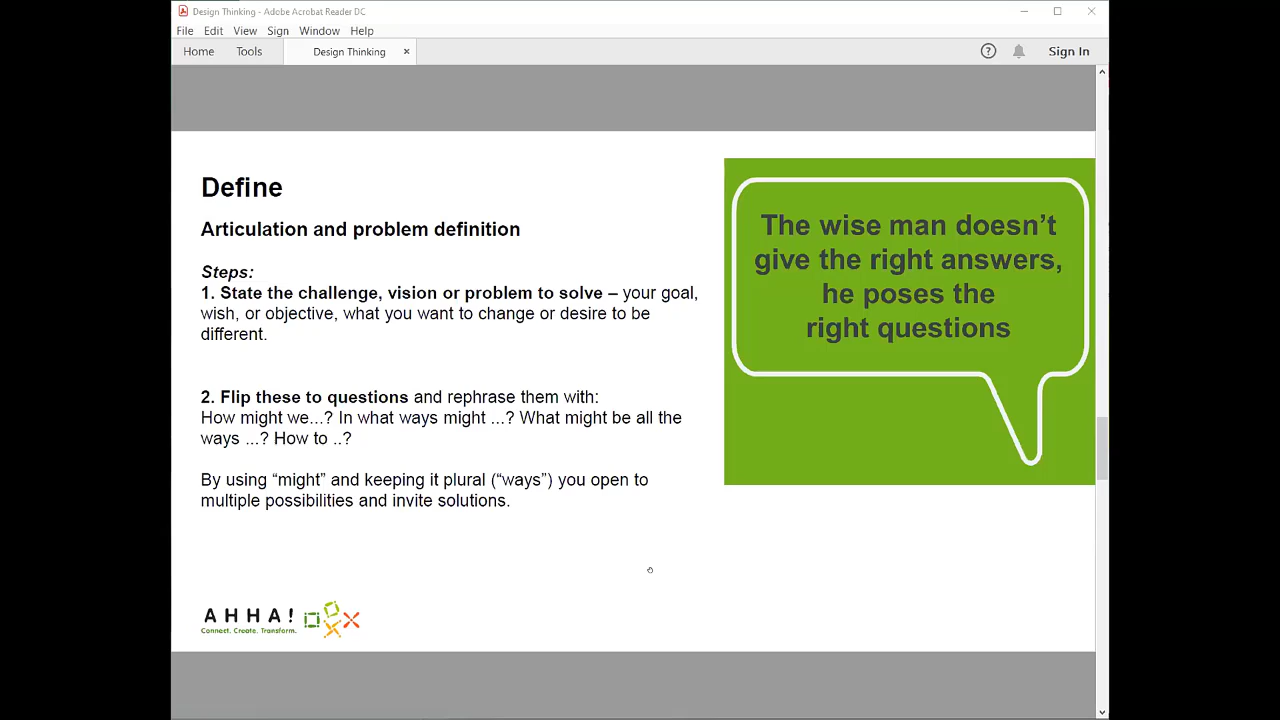 Design Thinking - Adobe Acrobat Reader DC
File Edit View Sign Window Help
Home Tools Design Thinking × Sign In
Define
Articulation and problem definition
Steps:
1. State the challenge, vision or problem to solve – your goal,
wish, or objective, what you want to change or desire to be
different.
2. Flip these to questions and rephrase them with:
How might we...? In what ways might ...? What might be all the
ways ...? How to ..?
By using “might” and keeping it plural (“ways”) you open to
multiple possibilities and invite solutions.
The wise man doesn’t
give the right answers,
he poses the
right questions
AHHA!
Connect. Create. Transform.